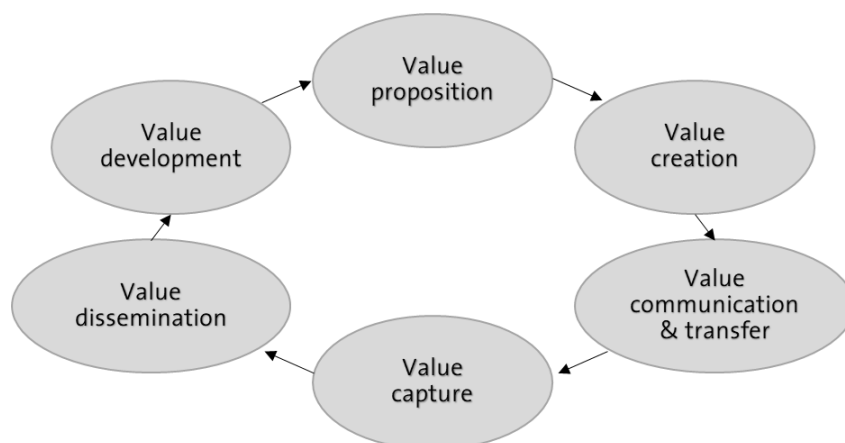 Value
proposition
Value
creation
Value
communication
& transfer
Value
capture
Value
dissemination
Value
development